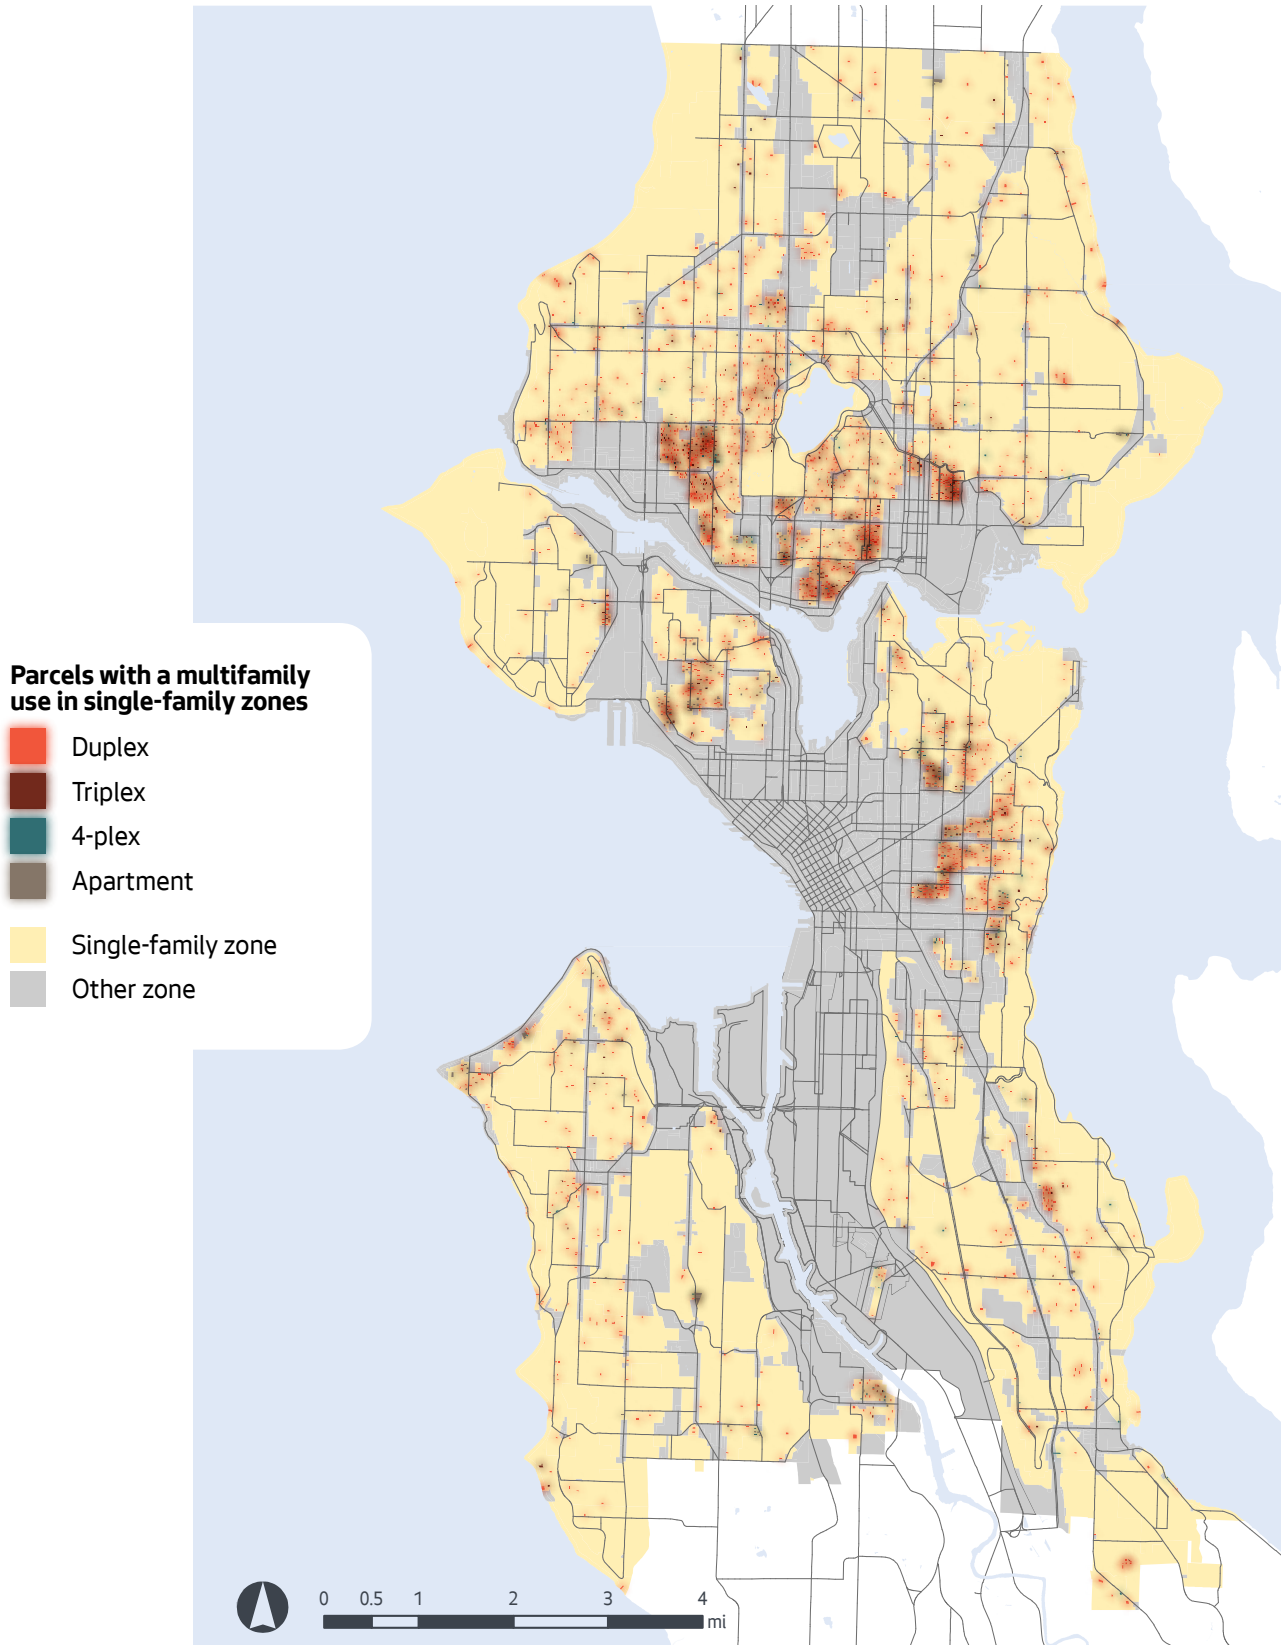 Parcels with a multifamily
use in single-family zones
Duplex
Triplex
4-plex
Apartment
Single-family zone
Other zone
0 0.5 1 2 3 4
mi